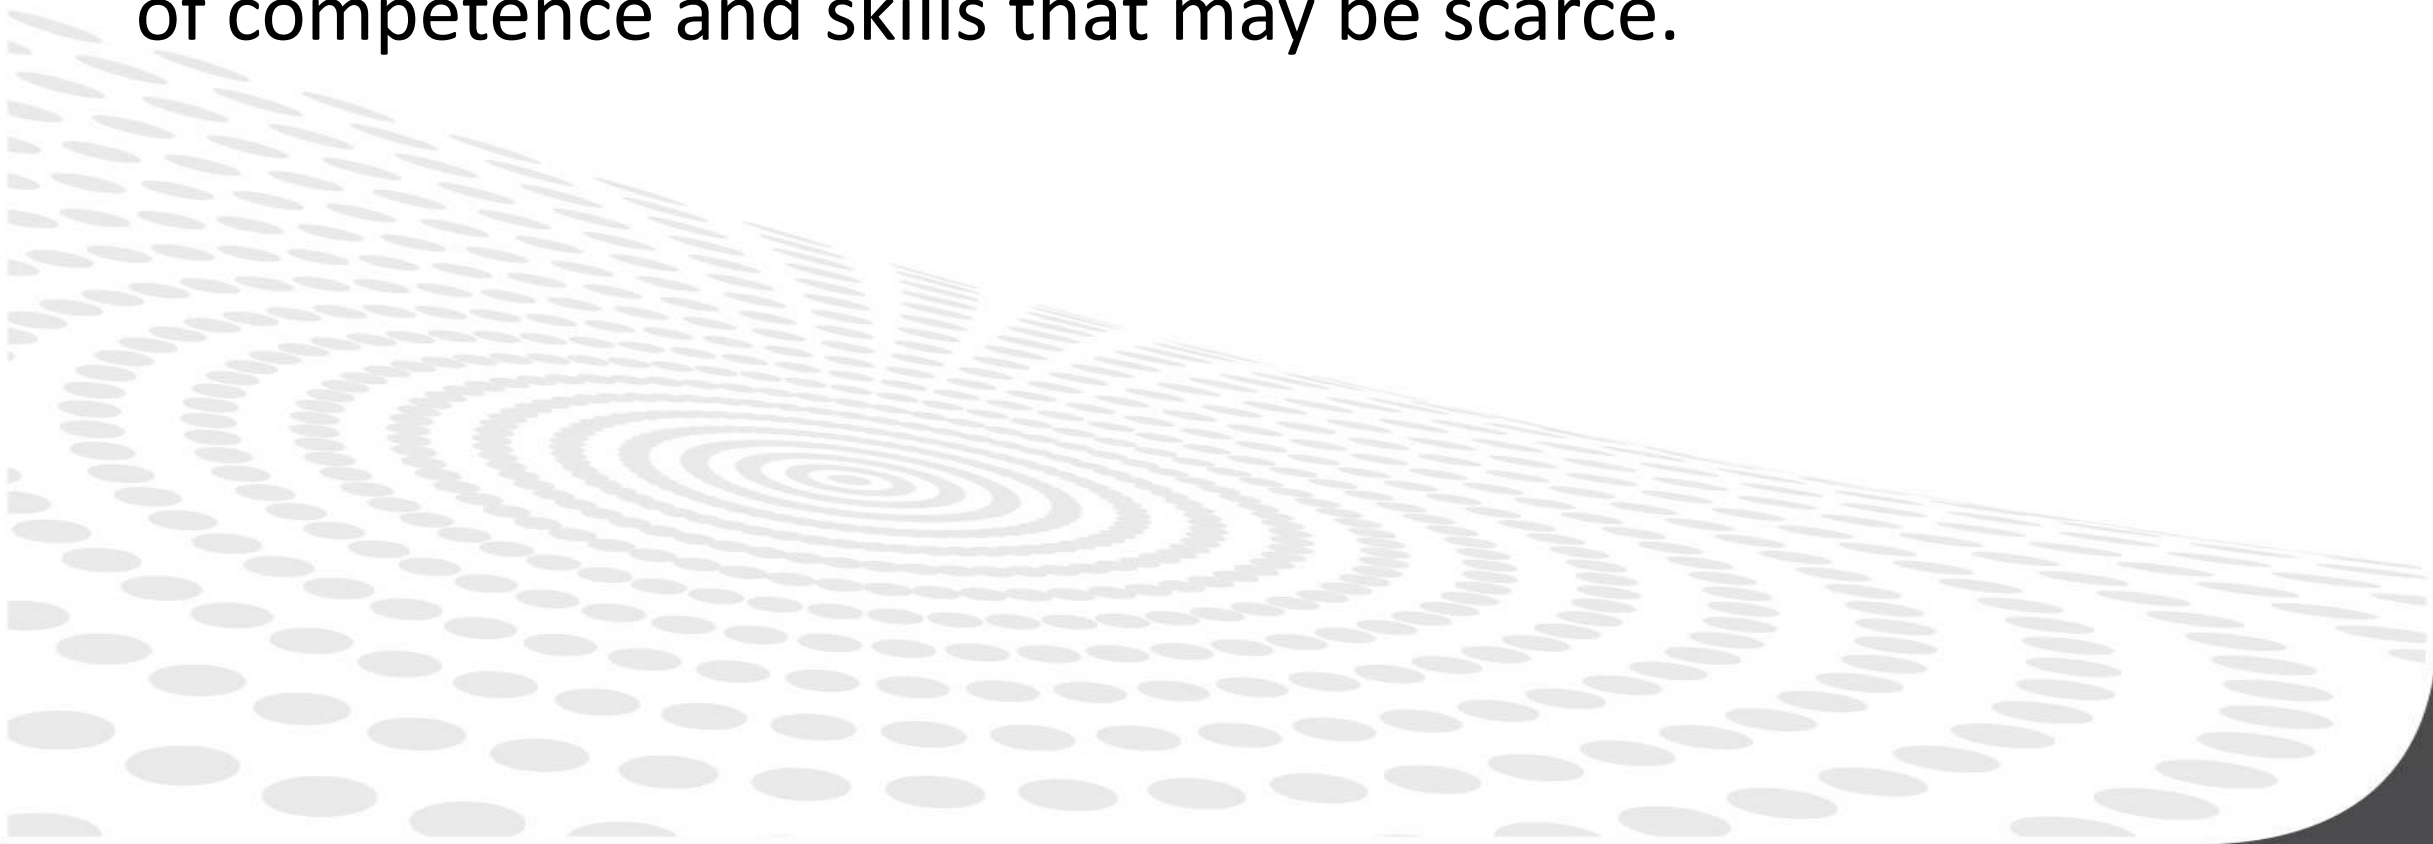 of competence and skills that may be scarce.